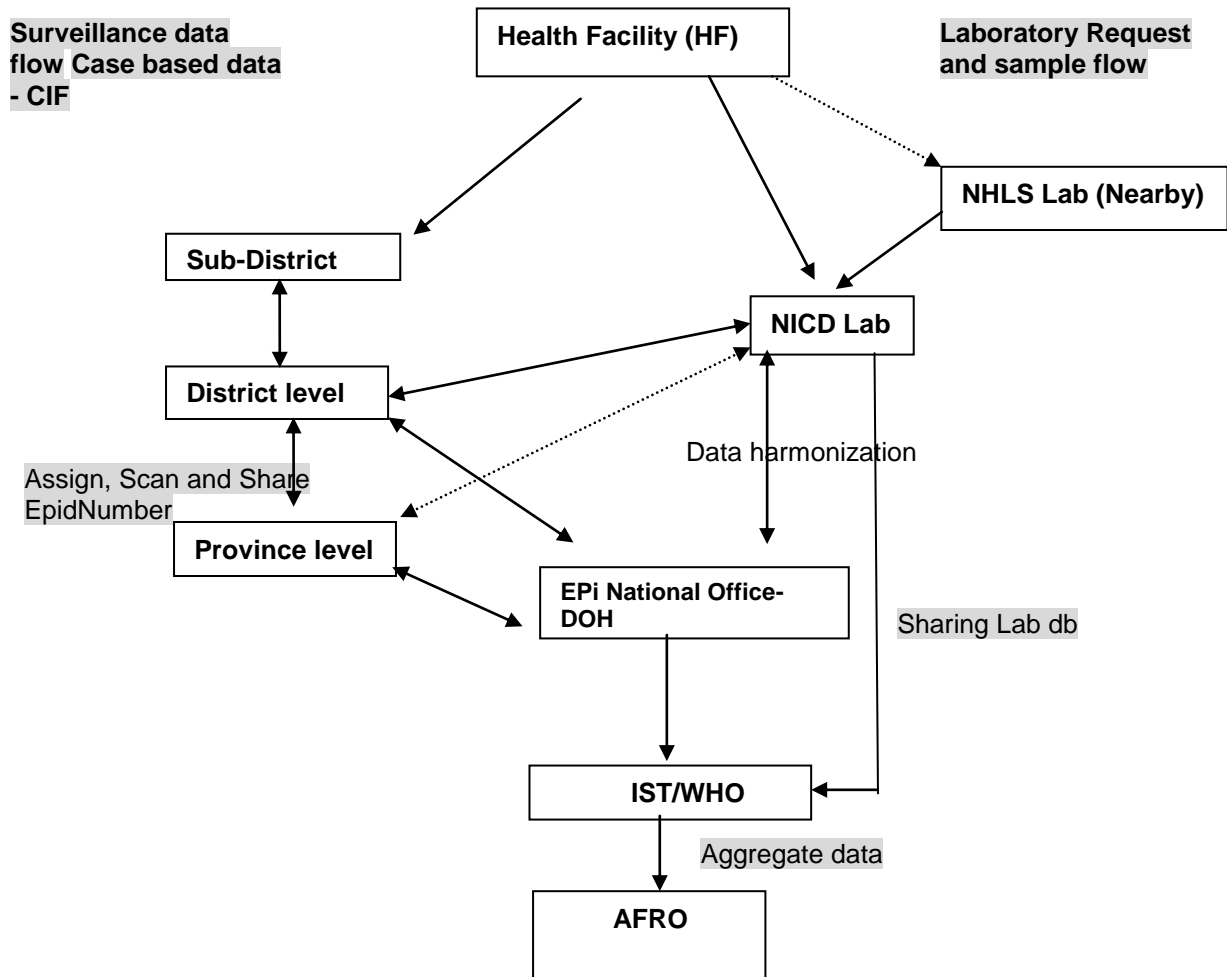 Surveillance data
flow Case based data
- CIF
Health Facility (HF)
Laboratory Request
and sample flow
NHLS Lab (Nearby)
Sub-District
NICD Lab
District level
Data harmonization
Assign, Scan and Share
EpidNumber
Province level
EPi National Office-
DOH
Sharing Lab db
IST/WHO
Aggregate data
AFRO